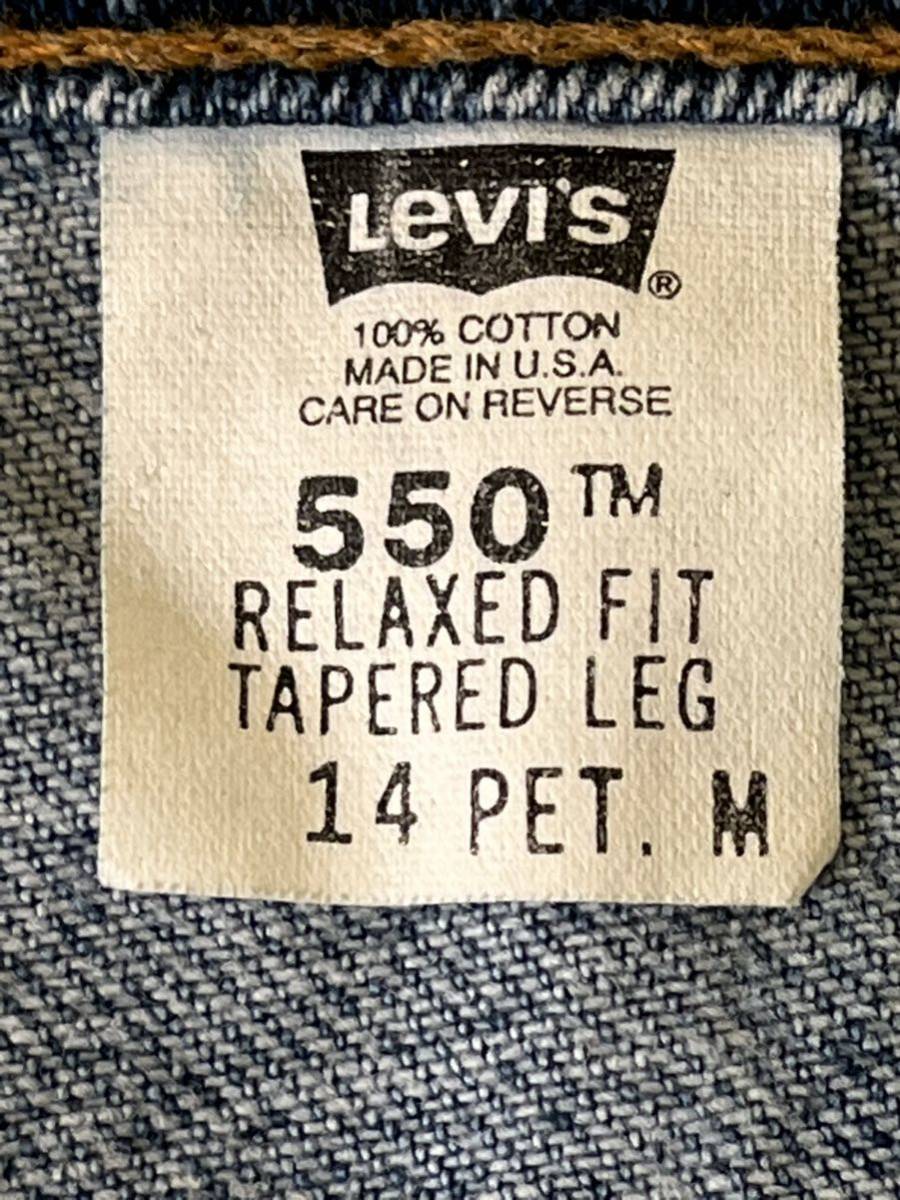 Levi's
®
100% COTTON
MADE IN U.S.A.
CARE ON REVERSE
550™
RELAXED FIT
TAPERED LEG
14 PET. M